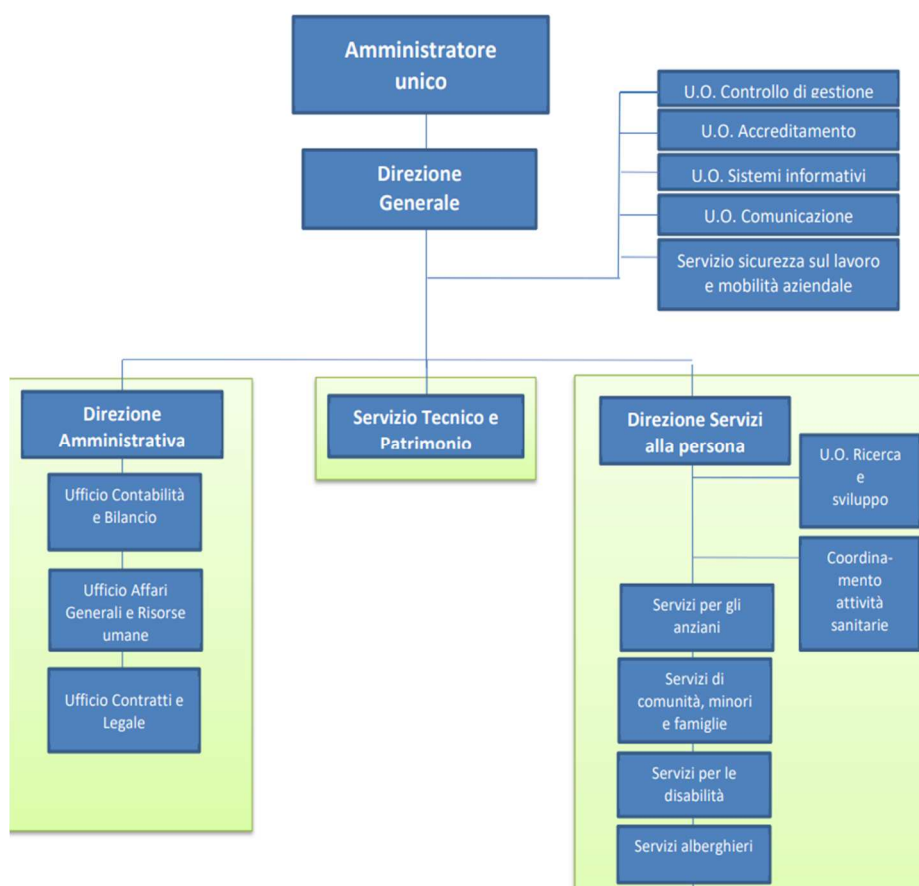 Amministratore
unico
Direzione
Generale
U.O. Controllo di gestione
U.O. Accreditamento
U.O. Sistemi informativi
U.O. Comunicazione
Servizio sicurezza sul lavoro
e mobilità aziendale
Direzione
Amministrativa
Ufficio Contabilità
e Bilancio
Ufficio Affari
Generali e Risorse
umane
Ufficio Contratti e
Legale
Servizio Tecnico e
Patrimonio
Direzione Servizi
alla persona
U.O. Ricerca
e
sviluppo
Coordina-
mento
attività
sanitarie
Servizi per gli
anziani
Servizi di
comunità, minori
e famiglie
Servizi per le
disabilità
Servizi alberghieri